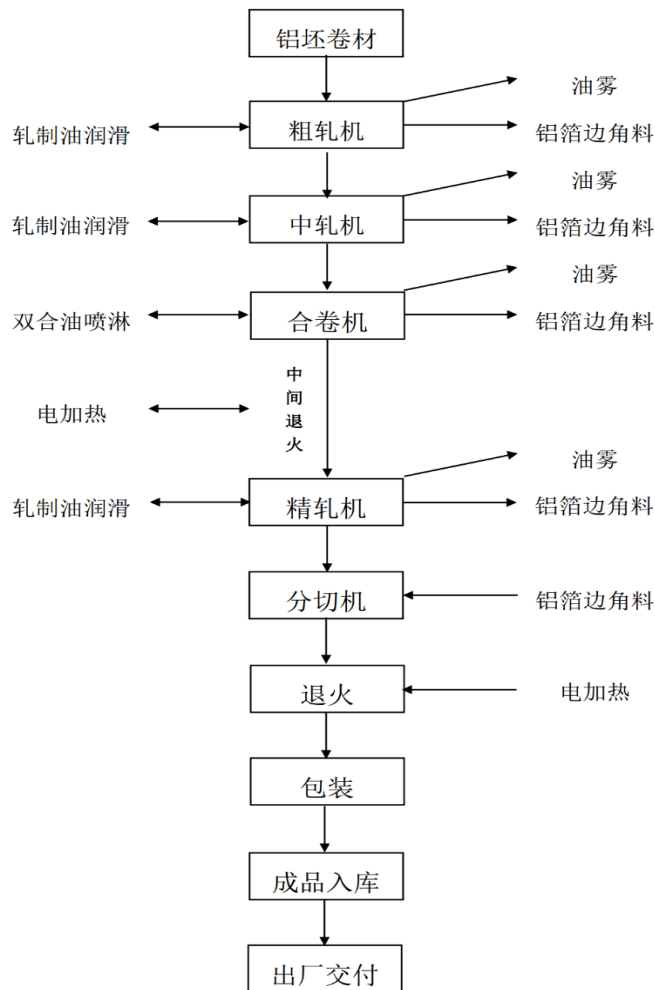 铝坯卷材
油雾
轧制油润滑
粗轧机
铝箔边角料
油雾
轧制油润滑
中轧机
铝箔边角料
油雾
双合油喷淋
合卷机
铝箔边角料
电加热
中间退火
油雾
轧制油润滑
精轧机
铝箔边角料
分切机
铝箔边角料
退火
电加热
包装
成品入库
出厂交付